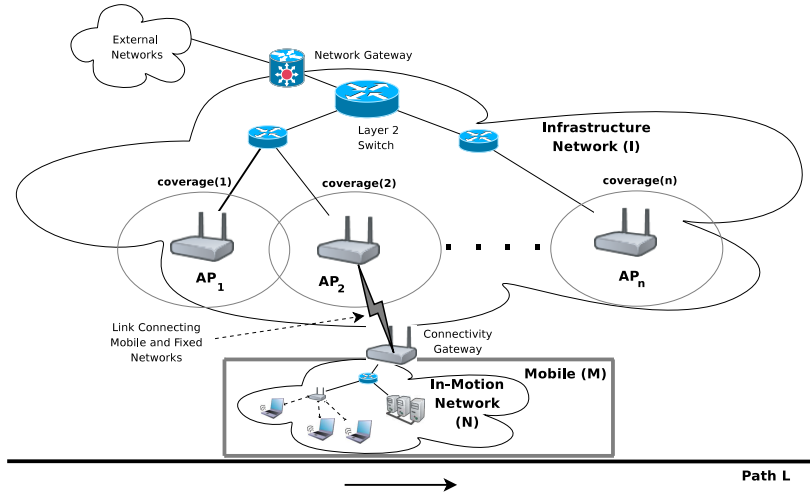 External
Networks
Network Gateway
Layer 2
Switch
Infrastructure
Network (I)
coverage(1)
coverage(2)
coverage(n)
AP1
AP2
APn
Link Connecting
Mobile and Fixed
Networks
Connectivity
Gateway
Mobile (M)
In-Motion
Network
(N)
Path L